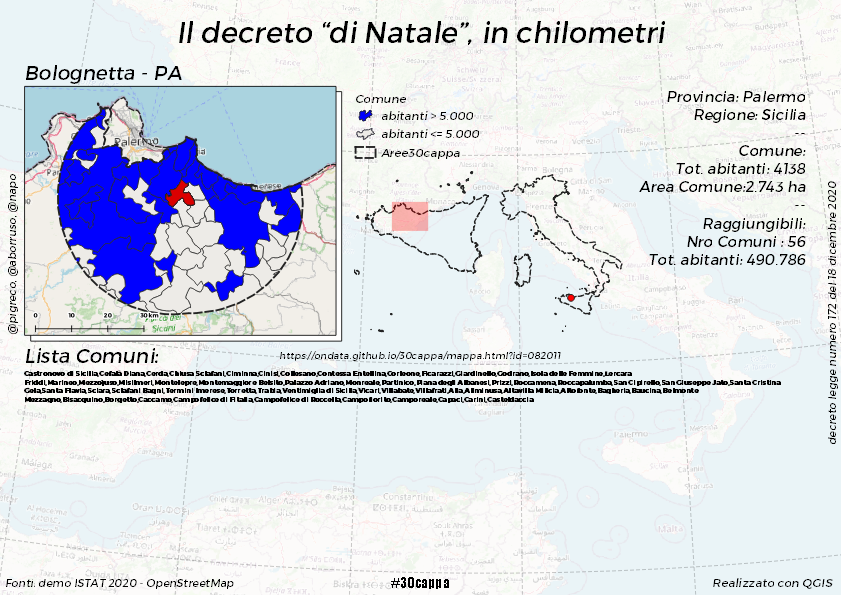 Il decreto “di Natale”, in chilometri
Bolognetta - PA
Palermo
0 10 20 30 km
Sicani
Comune
abitanti > 5.000
abitanti <= 5.000
Aree30cappa
Provincia: Palermo
Regione: Sicilia
--
Comune:
Tot. abitanti: 4138
Area Comune:2.743 ha
--
Raggiungibili:
Nro Comuni : 56
Tot. abitanti: 490.786
@pigreco, @aborruso, @napo
decreto legge numero 172 del 18 dicembre 2020
Lista Comuni:
https://ondata.github.io/30cappa/mappa.html?id=082011
Castronovo di Sicilia,Cefalà Diana,Cerda,Chiusa Sclafani,Ciminna,Cinisi,Collesano,Contessa Entellina,Corleone,Ficarazzi,Giardinello,Godrano,Isola delle Femmine,Lercara
Friddi,Marineo,Mezzojuso,Misilmeri,Montelepre,Montemaggiore Belsito,Palazzo Adriano,Monreale,Partinico,Piana degli Albanesi,Prizzi,Roccamena,Roccapalumba,San Cipirello,San Giuseppe Jato,Santa Cristina
Gela,Santa Flavia,Sciara,Sclafani Bagni,Termini Imerese,Torretta,Trabia,Ventimiglia di Sicilia,Vicari,Villabate,Villafrati,Alia,Aliminusa,Altavilla Milicia,Altofonte,Bagheria,Baucina,Belmonte
Mezzagno,Bisacquino,Borgetto,Caccamo,Campofelice di Fitalia,Campofelice di Roccella,Campofiorito,Camporeale,Capaci,Carini,Casteldaccia
Constantine
Malta
Fonti: demo ISTAT 2020 - OpenStreetMap
#30cappa
Realizzato con QGIS